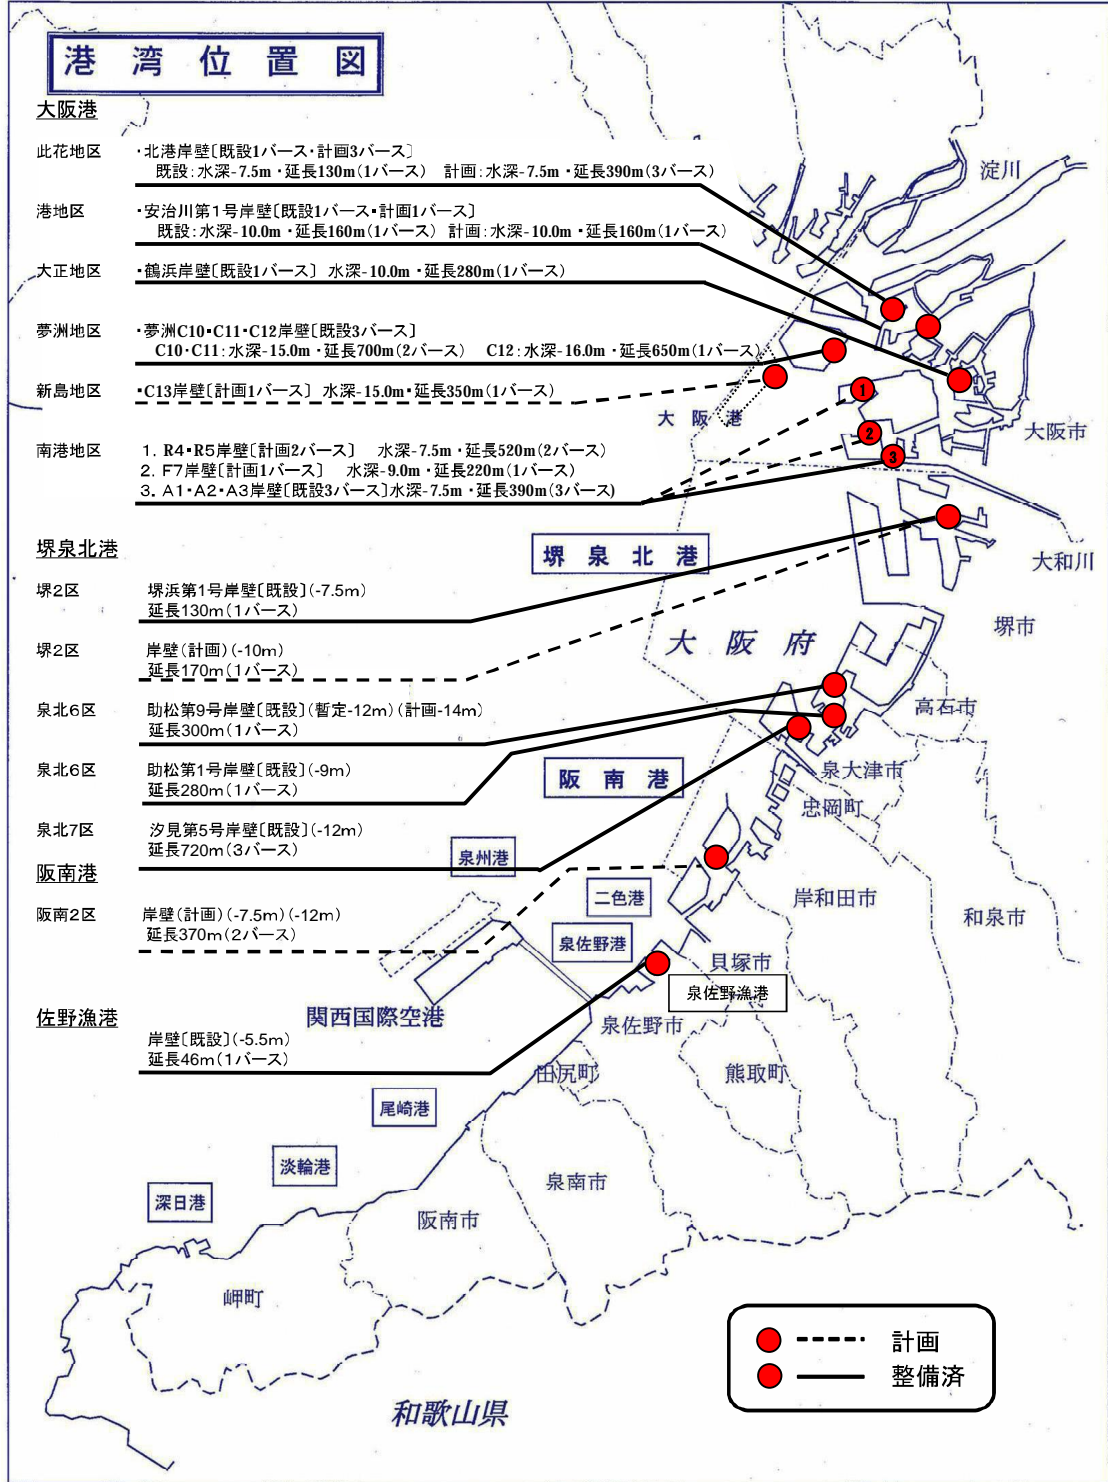 港湾位置図
大阪港
此花地区 ・北港岸壁〔既設1バース・計画3バース〕
既設：水深-7.5m・延長130m（1バース） 計画：水深-7.5m・延長390m（3バース）
港地区 ・安治川第1号岸壁〔既設1バース・計画1バース〕
既設：水深-10.0m・延長160m（1バース） 計画：水深-10.0m・延長160m（1バース）
大正地区 ・鶴浜岸壁〔既設1バース〕 水深-10.0m・延長280m（1バース）
夢洲地区 ・夢洲C10・C11・C12岸壁〔既設3バース〕
C10・C11：水深-15.0m・延長700m（2バース） C12：水深-16.0m・延長650m（1バース）
新島地区 ・C13岸壁〔計画1バース〕 水深-15.0m・延長350m（1バース）
南港地区 1．R4・R5岸壁〔計画2バース〕 水深-7.5m・延長520m（2バース）
2．F7岸壁〔計画1バース〕 水深-9.0m・延長220m（1バース）
3．A1・A2・A3岸壁〔既設3バース〕水深-7.5m・延長390m（3バース）
淀川
1
2
3
大阪港
大阪市
大和川
堺市
堺泉北港
堺泉北港
堺2区 堺浜第1号岸壁〔既設〕（-7.5m）
延長130m（1バース）
堺2区 岸壁（計画）（-10m）
延長170m（1バース）
泉北6区 助松第9号岸壁〔既設〕（暫定-12m）（計画-14m）
延長300m（1バース）
泉北6区 助松第1号岸壁〔既設〕（-9m）
延長280m（1バース）
泉北7区 汐見第5号岸壁〔既設〕（-12m）
延長720m（3バース）
大阪府
高石市
泉大津市
忠岡町
阪南港
泉州港
二色港
岸和田市
和泉市
阪南港
阪南2区 岸壁（計画）（-7.5m）（-12m）
延長370m（2バース）
泉佐野港
貝塚市
泉佐野漁港
関西国際空港
泉佐野市
佐野漁港
岸壁〔既設〕（-5.5m）
延長46m（1バース）
田尻町
熊取町
尾崎港
淡輪港
深日港
泉南市
阪南市
岬町
和歌山県
計画
整備済